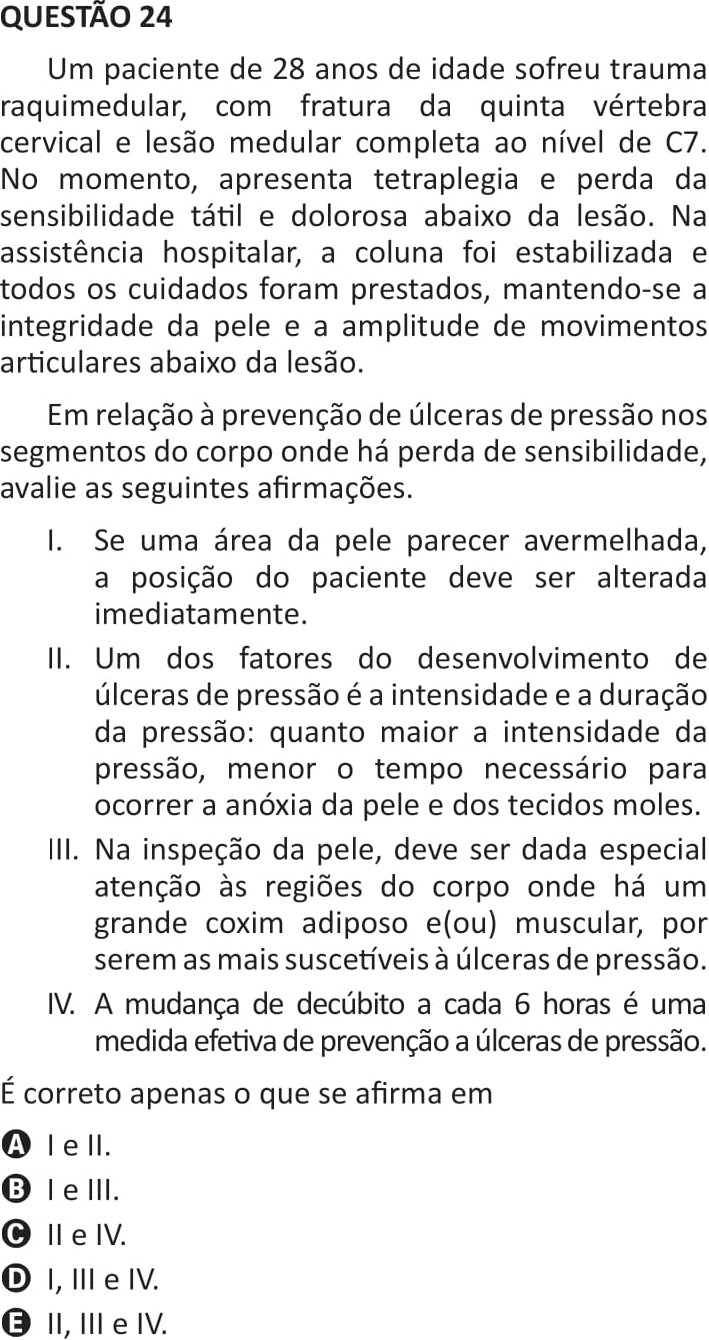 QUESTÃO 24
Um paciente de 28 anos de idade sofreu trauma
raquimedular, com fratura da quinta vértebra
cervical e lesão medular completa ao nível de C7.
No momento, apresenta tetraplegia e perda da
sensibilidade tátil e dolorosa abaixo da lesão. Na
assistência hospitalar, a coluna foi estabilizada e
todos os cuidados foram prestados, mantendo-se a
integridade da pele e a amplitude de movimentos
articulares abaixo da lesão.
Em relação à prevenção de úlceras de pressão nos
segmentos do corpo onde há perda de sensibilidade,
avalie as seguintes afirmações.
I. Se uma área da pele parecer avermelhada,
a posição do paciente deve ser alterada
imediatamente.
II. Um dos fatores do desenvolvimento de
úlceras de pressão é a intensidade e a duração
da pressão: quanto maior a intensidade da
pressão, menor o tempo necessário para
ocorrer a anóxia da pele e dos tecidos moles.
III. Na inspeção da pele, deve ser dada especial
atenção às regiões do corpo onde há um
grande coxim adiposo e(ou) muscular, por
serem as mais suscetíveis à úlceras de pressão.
IV. A mudança de decúbito a cada 6 horas é uma
medida efetiva de prevenção a úlceras de pressão.
É correto apenas o que se afirma em
A I e II.
B I e III.
C II e IV.
D I, III e IV.
E II, III e IV.